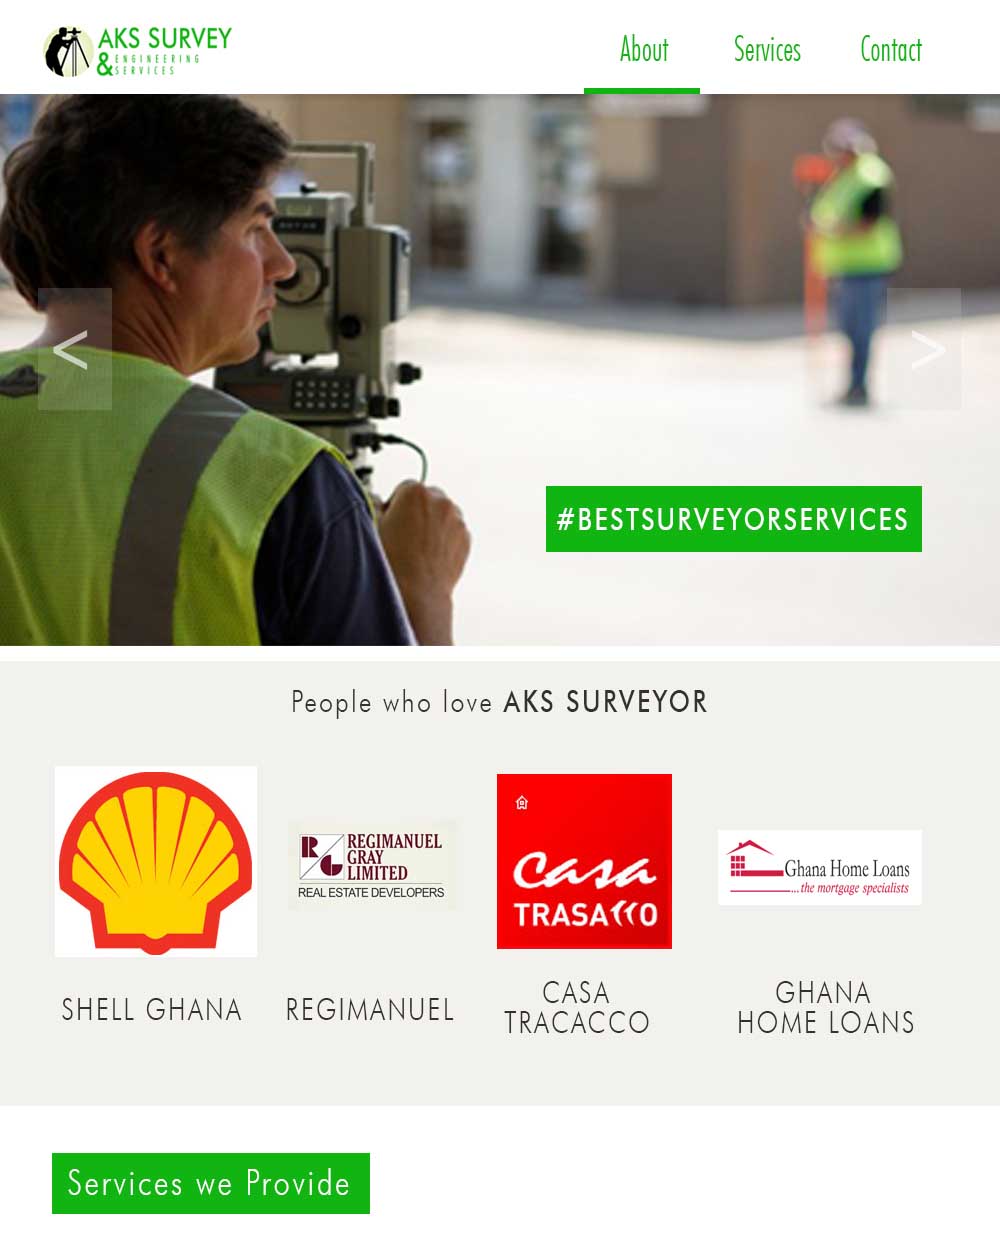 AKS SURVEY
& ENGINEERING
SERVICES
About
Services
Contact
<
>
#BESTSURVEYORSERVICES
People who love AKS SURVEYOR
RG
REGIMANUEL
GRAY
LIMITED
REAL ESTATE DEVELOPERS
Casa
TRASACCO
Ghana Home Loans
...the mortgage specialists
SHELL GHANA
REGIMANUEL
CASA
TRACACCO
GHANA
HOME LOANS
Services we Provide